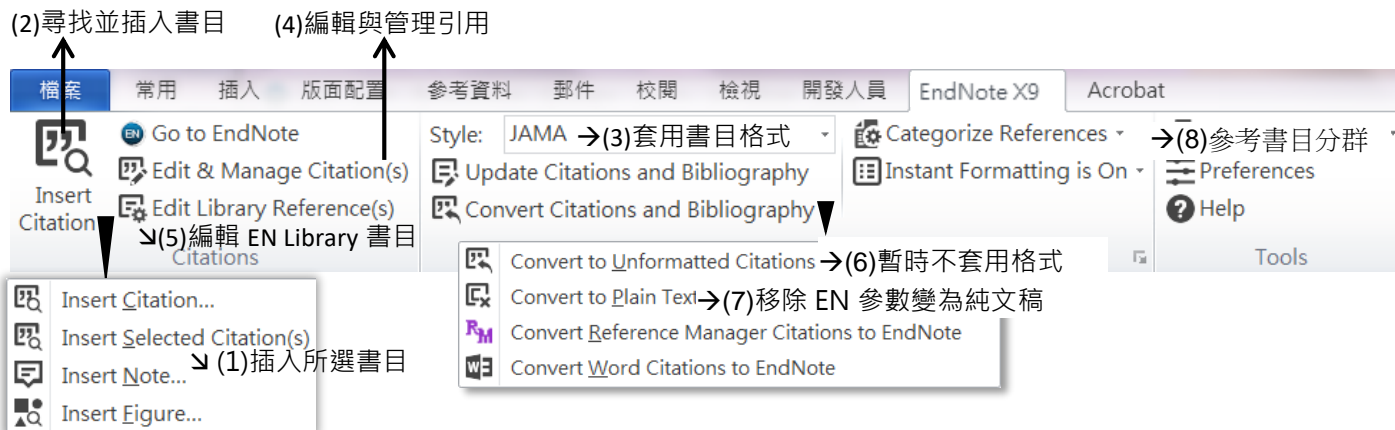 (2)尋找並插入書目 (4)編輯與管理引用
檔案 常用 插入 版面配置 參考資料 郵件 校閱 檢視 開發人員 EndNote X9 Acrobat
Insert Citation
EN Go to EndNote
Edit & Manage Citation(s)
Edit Library Reference(s)
↘(5)編輯 EN Library 書目
Citations
Style: JAMA →(3)套用書目格式
Update Citations and Bibliography
Convert Citations and Bibliography
Categorize References →(8)參考書目分群
Instant Formatting is On
Preferences
Help
Tools
Insert Citation...
Insert Selected Citation(s)
↘(1)插入所選書目
Insert Note...
Insert Figure...
Convert to Unformatted Citations →(6)暫時不套用格式
Convert to Plain Text →(7)移除 EN 參數變為純文稿
RM Convert Reference Manager Citations to EndNote
W Convert Word Citations to EndNote